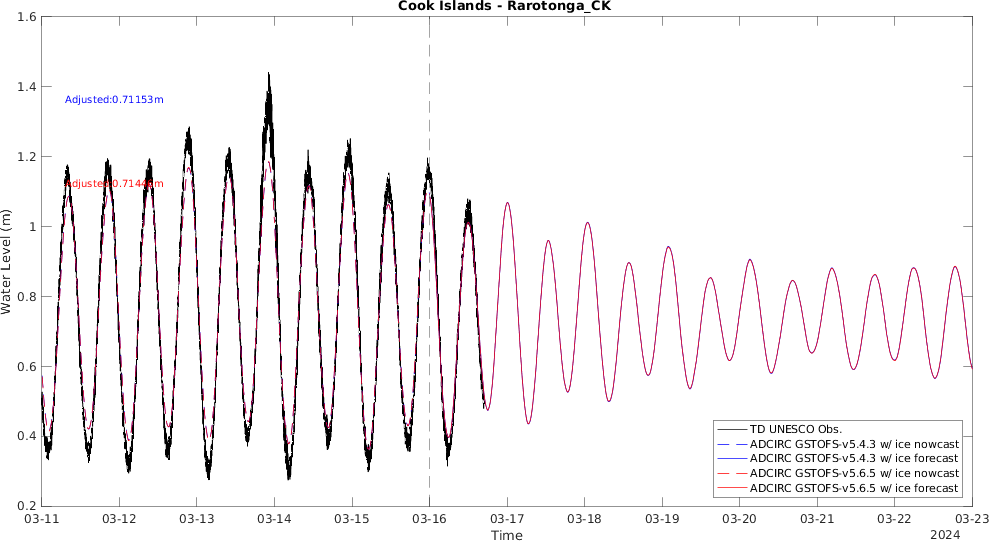 Cook Islands - Rarotonga_CK
1.6
1.4
1.2
1
0.8
0.6
0.4
0.2
Water Level (m)
Adjusted:0.71153m
TD UNESCO Obs.
ADCIRC GSTOFS-v5.4.3 w/ ice nowcast
ADCIRC GSTOFS-v5.4.3 w/ ice forecast
ADCIRC GSTOFS-v5.6.5 w/ ice nowcast
ADCIRC GSTOFS-v5.6.5 w/ ice forecast
03-11 03-12 03-13 03-14 03-15 03-16 03-17 03-18 03-19 03-20 03-21 03-22 03-23
Time
2024